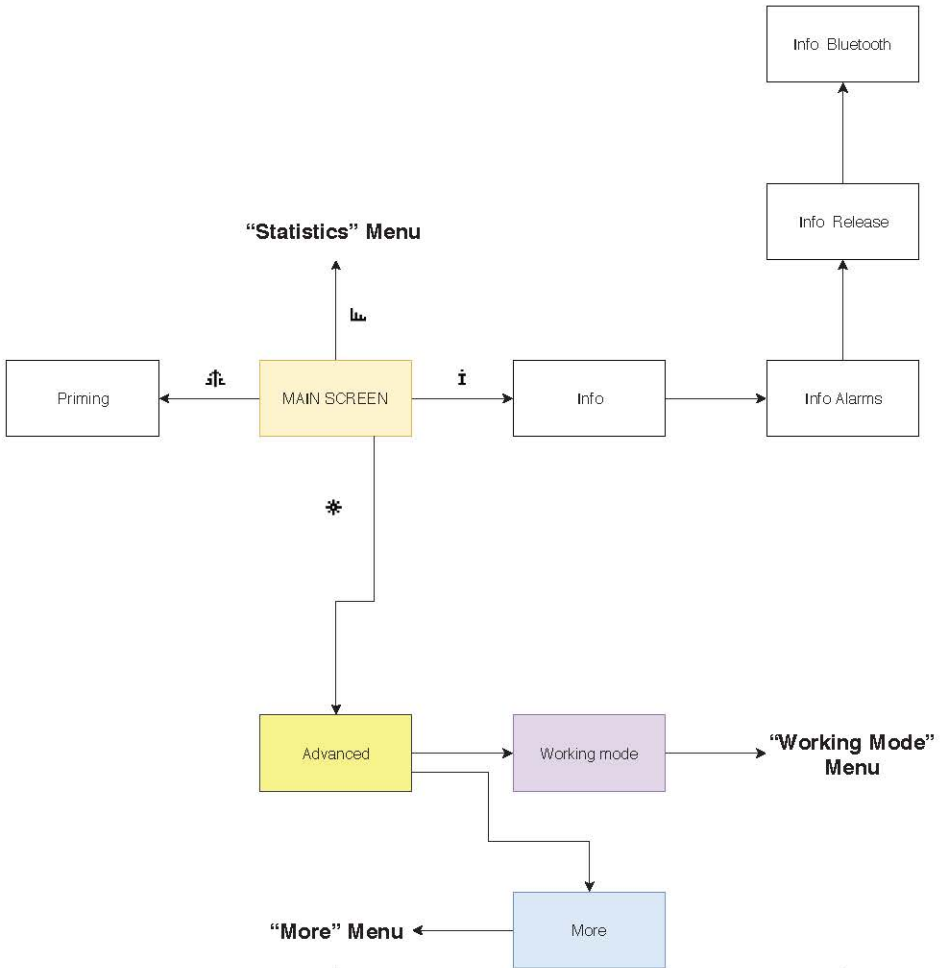 Info Bluetooth
Info Release
“Statistics” Menu
Priming
MAIN SCREEN
i
Info
Info Alarms
Advanced
Working mode
“Working Mode”
Menu
“More” Menu
More